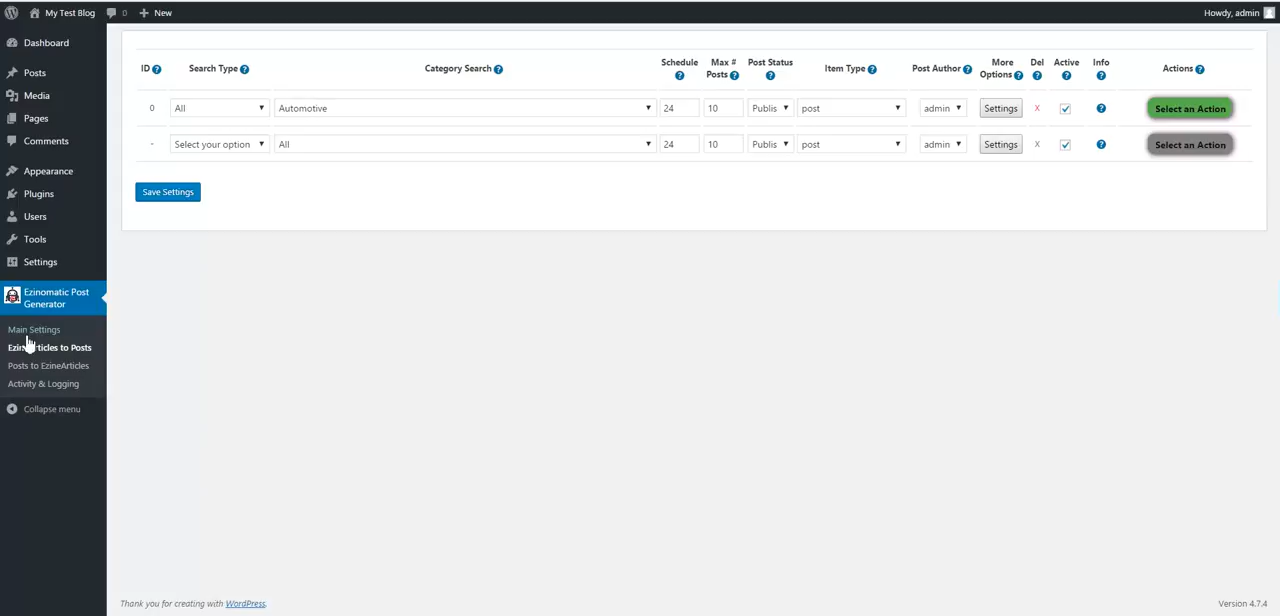 My Test Blog 0 New Howdy, admin
Dashboard
Posts
Media
Pages
Comments
Appearance
Plugins
Users
Tools
Settings
Ezinomatic Post
Generator
Main Settings
EzineArticles to Posts
Posts to EzineArticles
Activity & Logging
Collapse menu
ID Search Type Category Search Schedule Max # Posts Post Status Item Type Post Author More Options Del Active Info Actions
0 All Automotive 24 10 Publis post admin Settings X Select an Action
- Select your option All 24 10 Publis post admin Settings X Select an Action
Save Settings
Thank you for creating with WordPress. Version 4.7.4